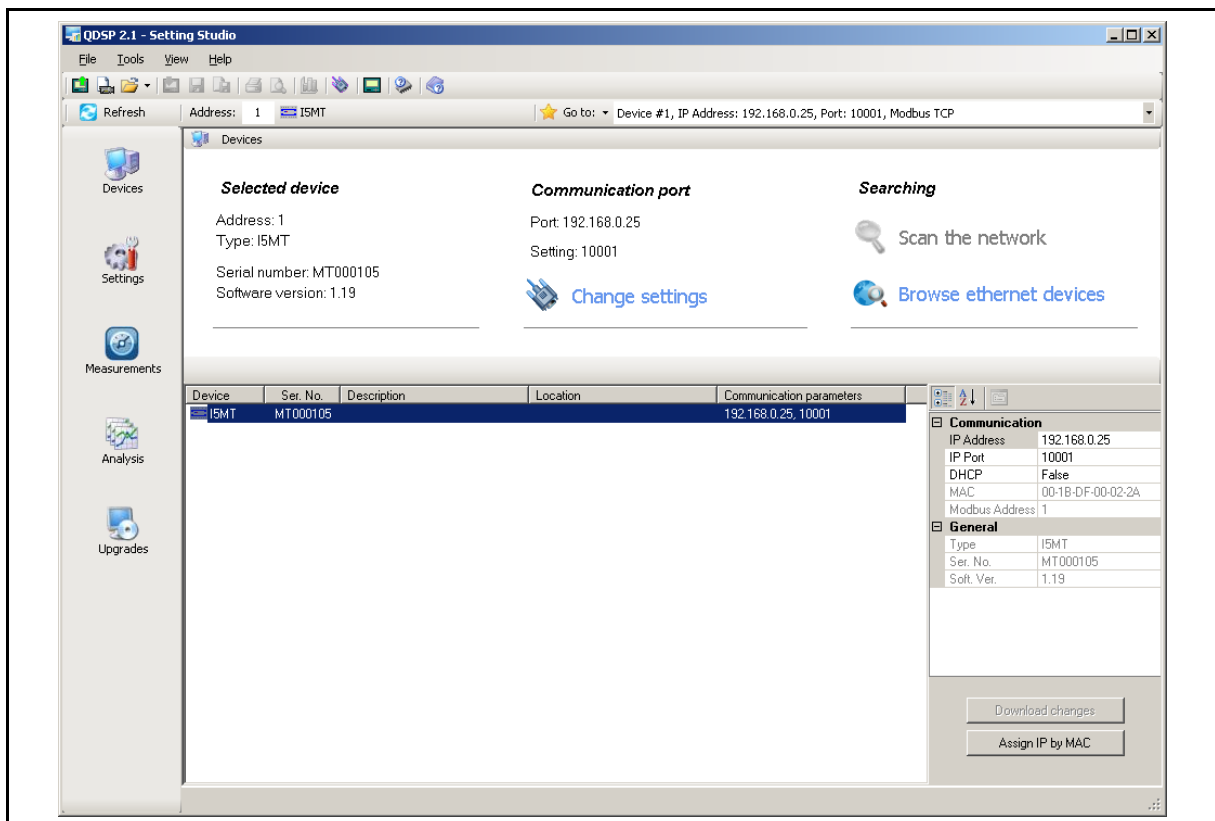 QDSP 2.1 - Setting Studio
File Tools View Help
Refresh Address: 1 I5MT Go to: Device #1, IP Address: 192.168.0.25, Port: 10001, Modbus TCP
Devices
Devices
Settings
Measurements
Analysis
Upgrades
Selected device
Address: 1
Type: I5MT
Serial number: MT000105
Software version: 1.19
Communication port
Port: 192.168.0.25
Setting: 10001
Change settings
Searching
Scan the network
Browse ethernet devices
Device Ser. No. Description Location Communication parameters
I5MT MT000105 192.168.0.25, 10001
Communication
IP Address 192.168.0.25
IP Port 10001
DHCP False
MAC 00-1B-DF-00-02-2A
Modbus Address 1
General
Type I5MT
Ser. No. MT000105
Soft. Ver. 1.19
Download changes
Assign IP by MAC